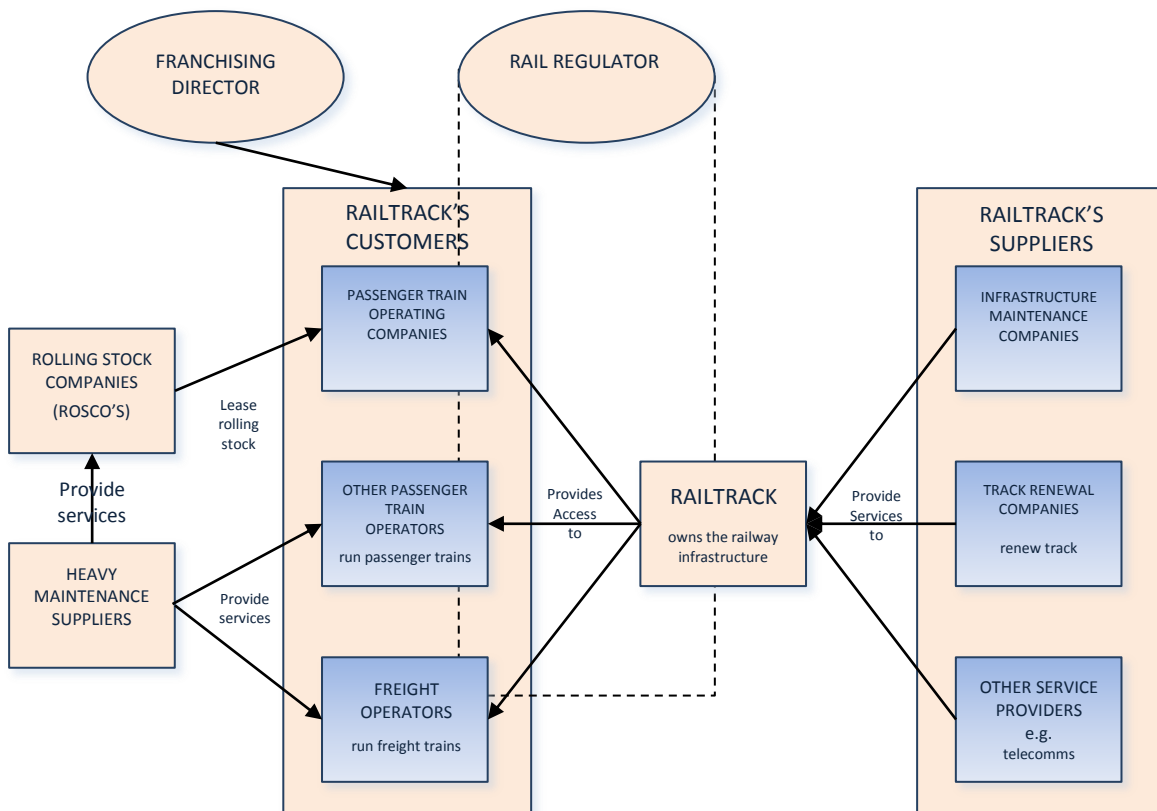 FRANCHISING
DIRECTOR
RAIL REGULATOR
RAILTRACK’S
CUSTOMERS
RAILTRACK’S
SUPPLIERS
PASSENGER TRAIN
OPERATING
COMPANIES
INFRASTRUCTURE
MAINTENANCE
COMPANIES
ROLLING STOCK
COMPANIES
(ROSCO’S)
Lease
rolling
stock
Provide
services
OTHER PASSENGER
TRAIN
OPERATORS
run passenger trains
Provides
Access
to
RAILTRACK
owns the railway
infrastructure
Provide
Services
to
TRACK RENEWAL
COMPANIES
renew track
HEAVY
MAINTENANCE
SUPPLIERS
Provide
services
FREIGHT
OPERATORS
run freight trains
OTHER SERVICE
PROVIDERS
e.g.
telecomms